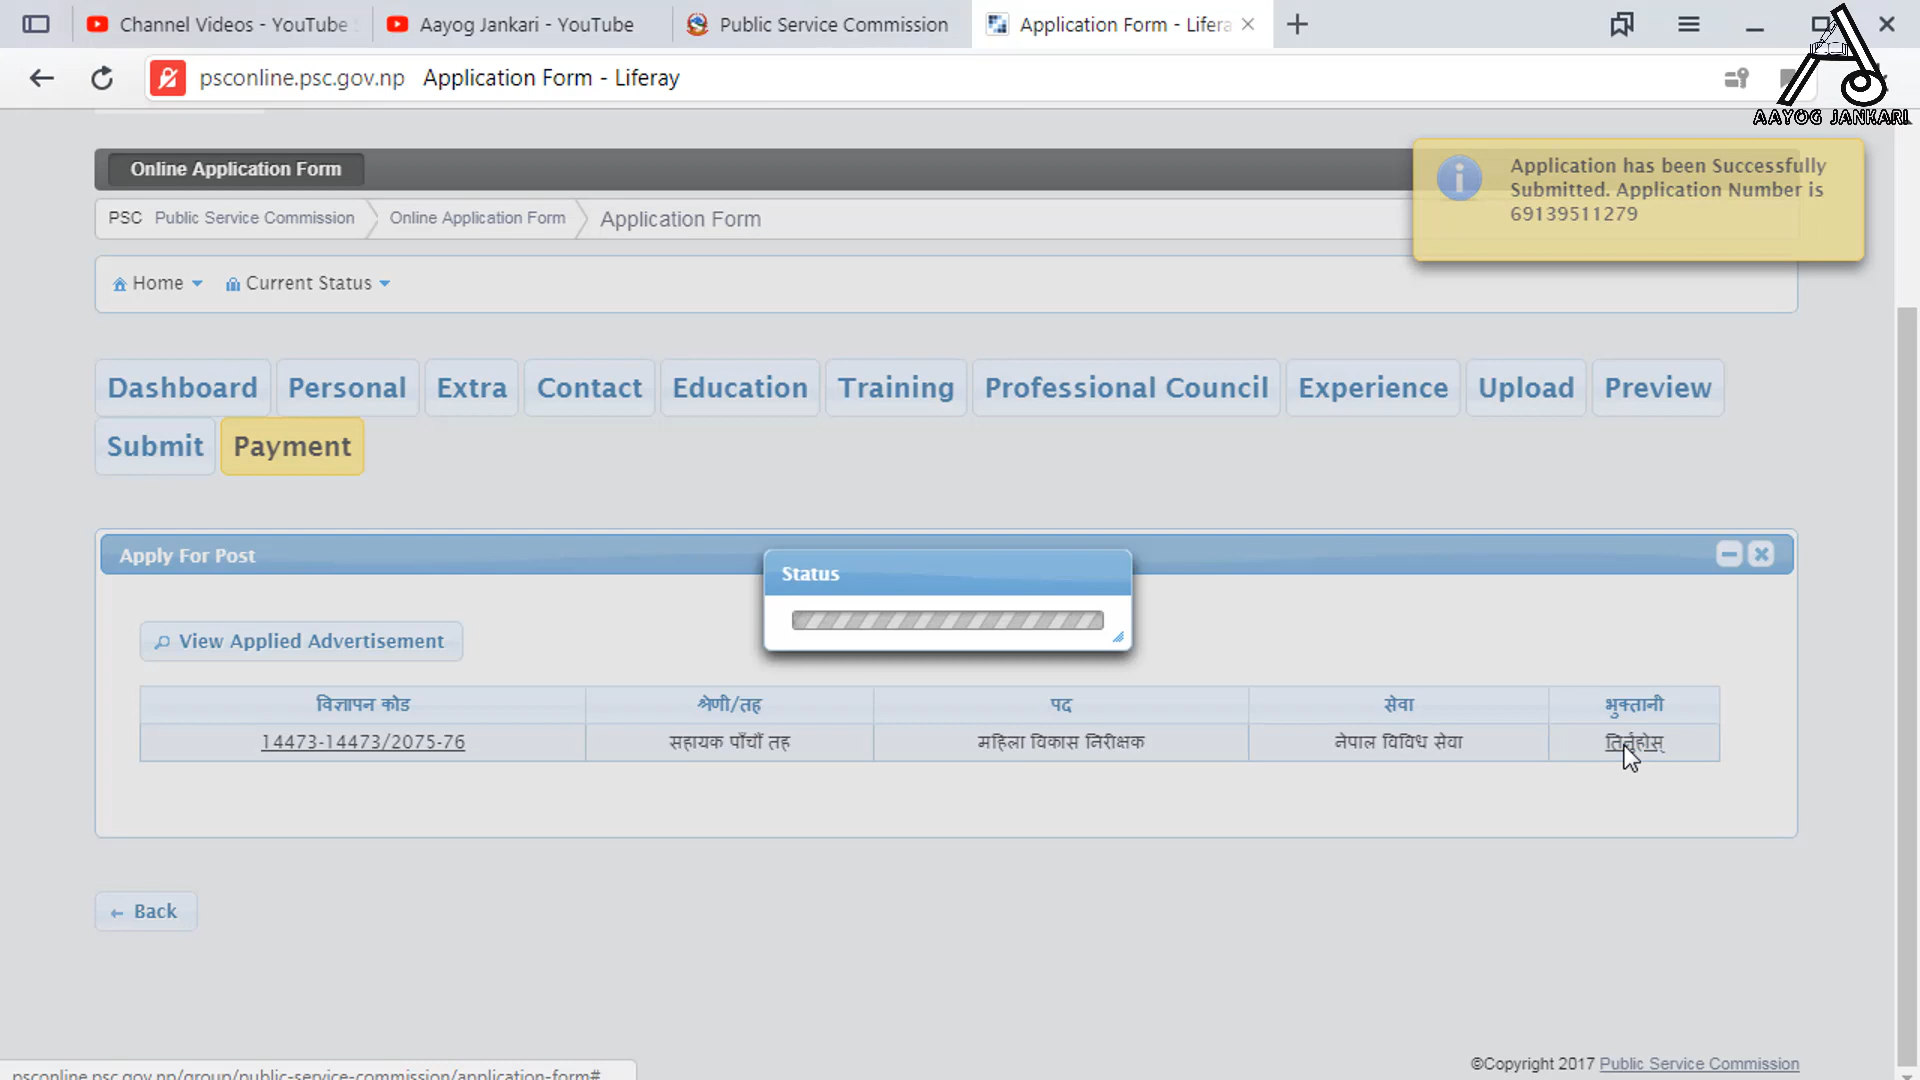 Channel Videos - YouTube
Aayog Jankari - YouTube
Public Service Commission
Application Form - Lifera
psconline.psc.gov.np Application Form - Liferay
AAYOG JANKARI
Online Application Form
Application has been Successfully
Submitted. Application Number is
69139511279
PSC Public Service Commission Online Application Form Application Form
Home Current Status
Dashboard Personal Extra Contact Education Training Professional Council Experience Upload Preview
Submit Payment
Apply For Post
Status
View Applied Advertisement
विज्ञापन कोड श्रेणी/तह पद सेवा भुक्तानी
14473-14473/2075-76 सहायक पाँचौं तह महिला विकास निरीक्षक नेपाल विविध सेवा तिर्नुहोस्
Back
©Copyright 2017 Public Service Commission
psconline.psc.gov.np/group/public-service-commission/application-form#